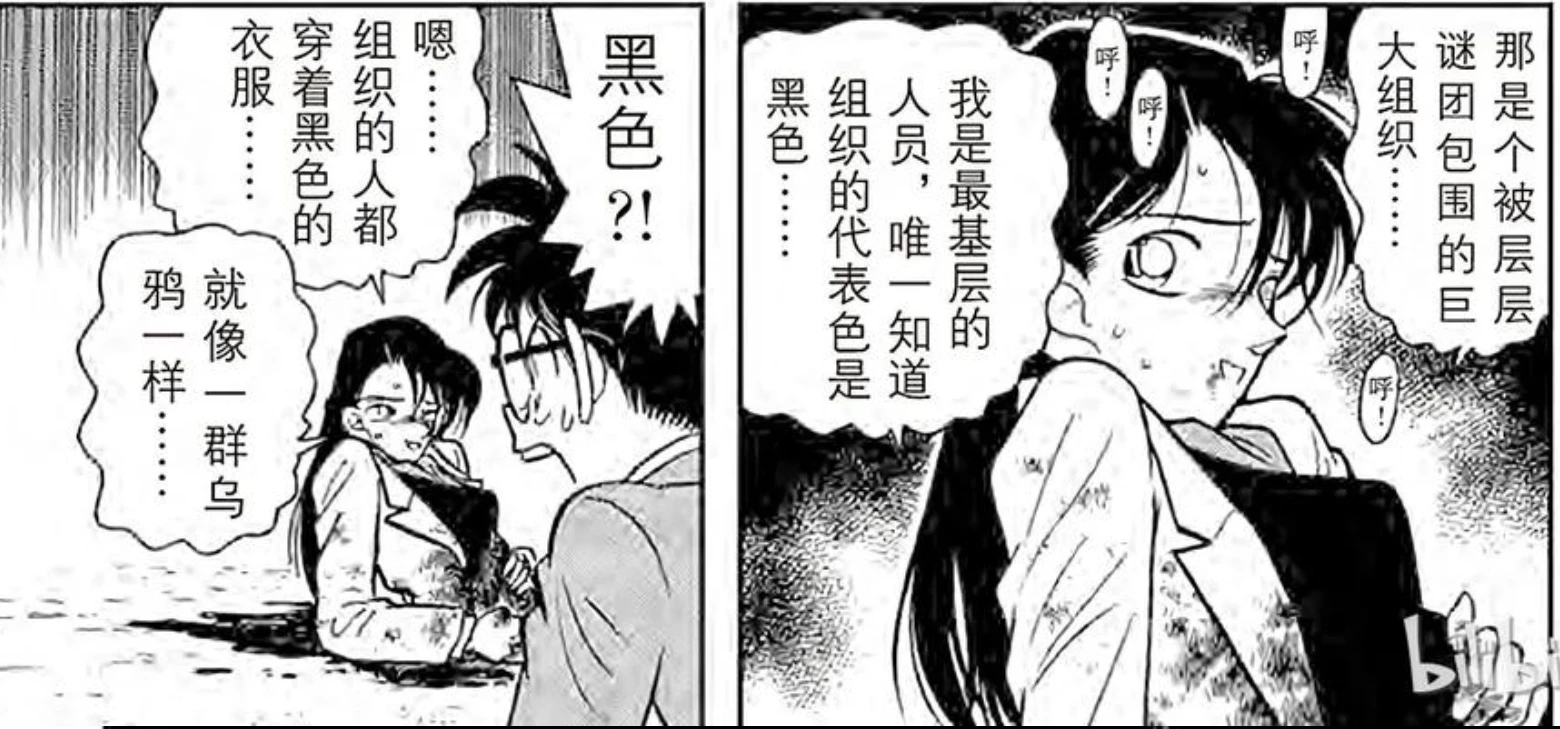 那是个被层层
谜团包围的巨
大组织……
呼！
呼！
呼！
我是最基层的
人员，唯一知道
组织的代表色是
黑色……
呼！
黑色?!
嗯……
组织的人都
穿着黑色的
衣服……
就像一群乌
鸦一样……
bilibi